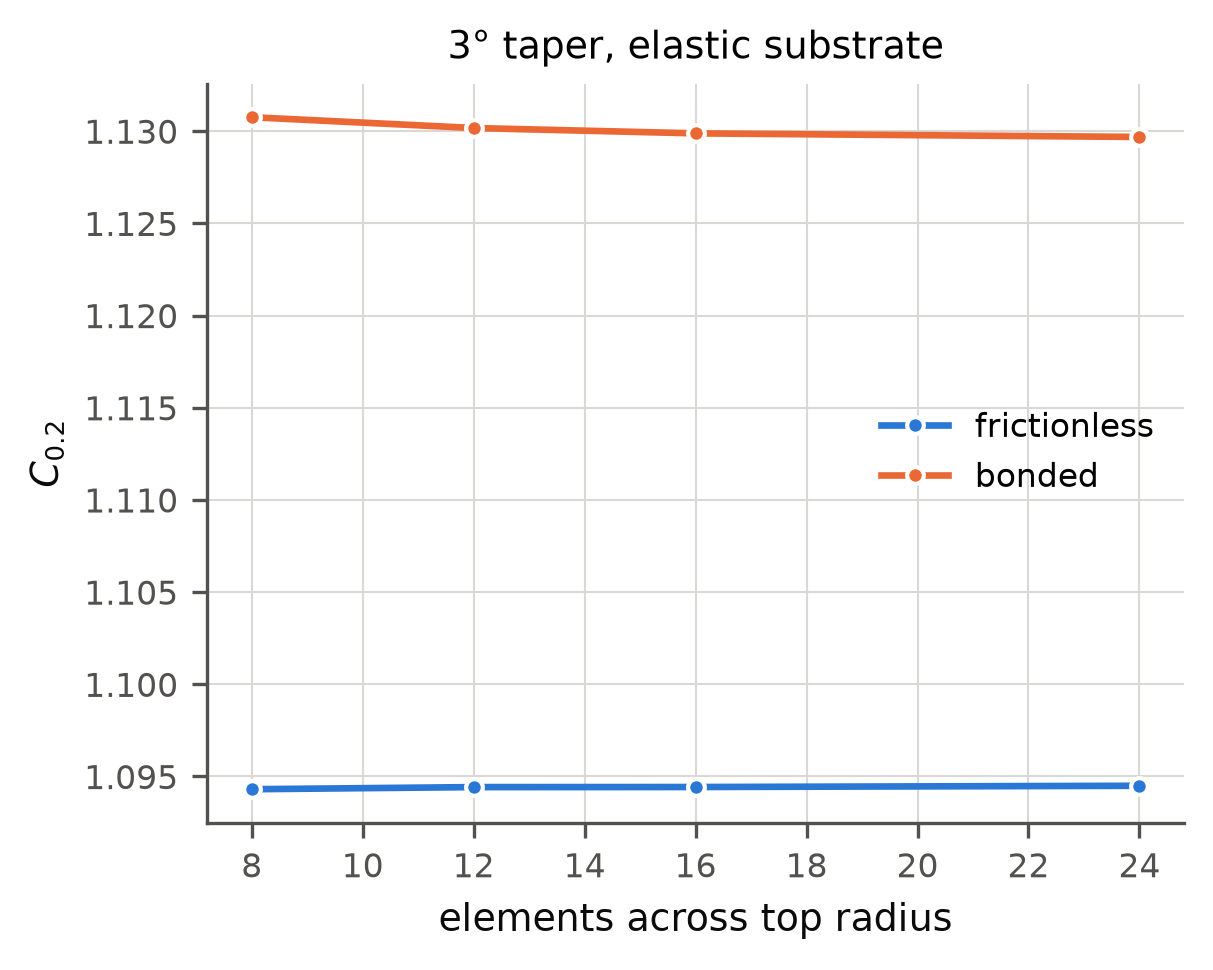 3° taper, elastic substrate
C0.2
1.130
1.125
1.120
1.115
1.110
1.105
1.100
1.095
frictionless
bonded
8 10 12 14 16 18 20 22 24
elements across top radius